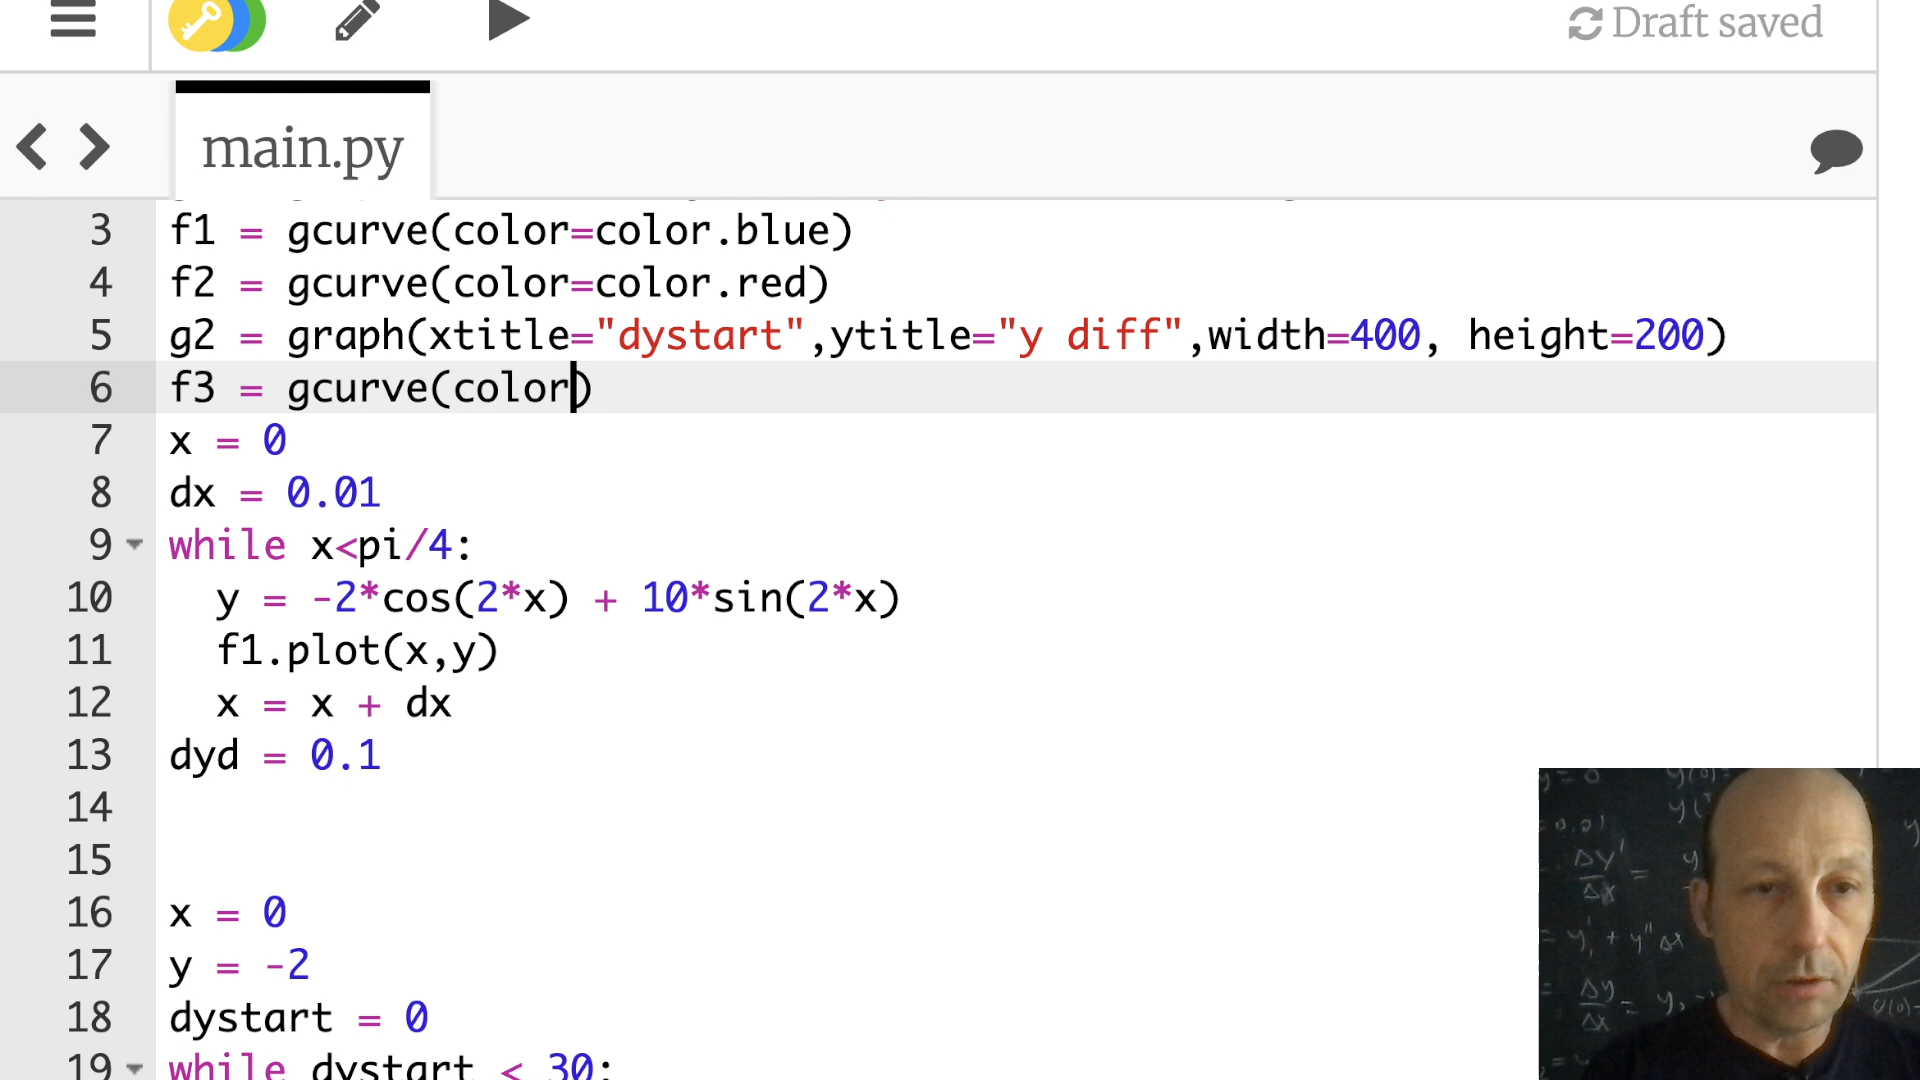 Draft saved
main.py
3 f1 = gcurve(color=color.blue)
4 f2 = gcurve(color=color.red)
5 g2 = graph(xtitle="dystart",ytitle="y diff",width=400, height=200)
6 f3 = gcurve(color)
7 x = 0
8 dx = 0.01
9 while x<pi/4:
10 y = -2*cos(2*x) + 10*sin(2*x)
11 f1.plot(x,y)
12 x = x + dx
13 dyd = 0.1
14
15
16 x = 0
17 y = -2
18 dystart = 0
19 while dystart < 30: